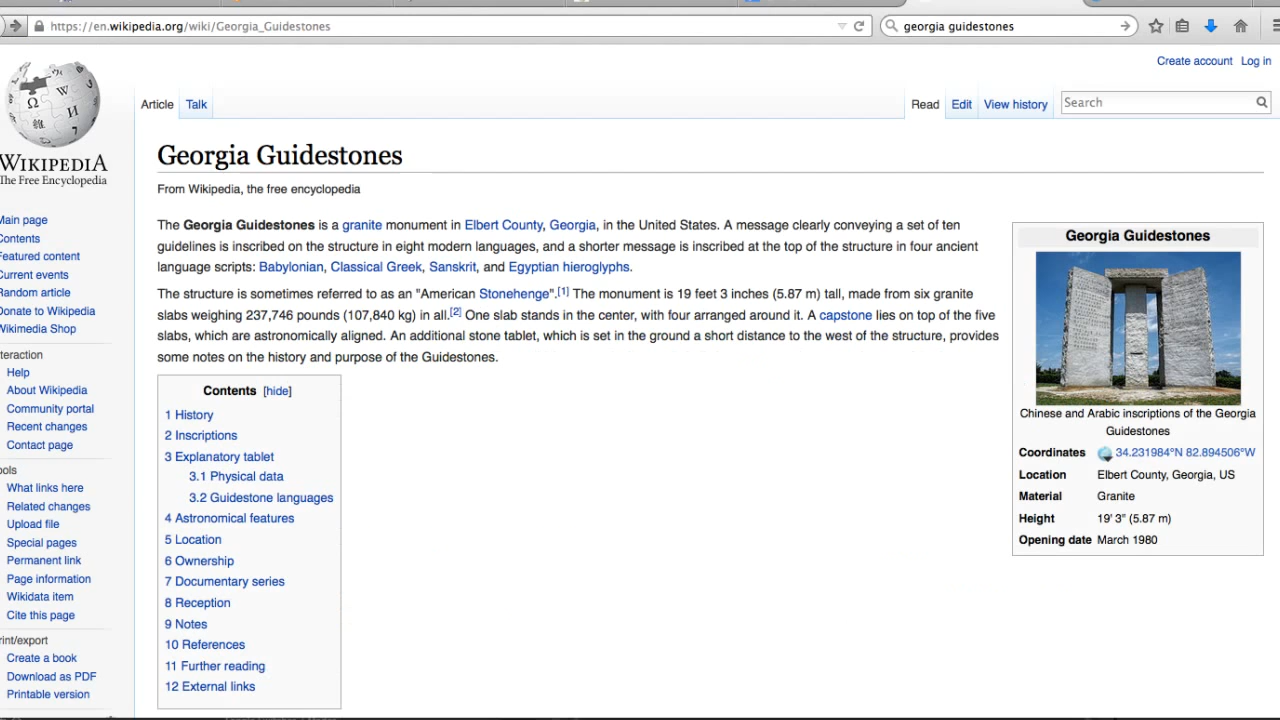 https://en.wikipedia.org/wiki/Georgia_Guidestones
georgia guidestones
Create account Log in
Article Talk
Read Edit View history Search
WIKIPEDIA
The Free Encyclopedia
Main page
Contents
Featured content
Current events
Random article
Donate to Wikipedia
Wikimedia Shop
nteraction
Help
About Wikipedia
Community portal
Recent changes
Contact page
ools
What links here
Related changes
Upload file
Special pages
Permanent link
Page information
Wikidata item
Cite this page
rint/export
Create a book
Download as PDF
Printable version
Georgia Guidestones
From Wikipedia, the free encyclopedia
The Georgia Guidestones is a granite monument in Elbert County, Georgia, in the United States. A message clearly conveying a set of ten
guidelines is inscribed on the structure in eight modern languages, and a shorter message is inscribed at the top of the structure in four ancient
language scripts: Babylonian, Classical Greek, Sanskrit, and Egyptian hieroglyphs.
The structure is sometimes referred to as an "American Stonehenge".[1] The monument is 19 feet 3 inches (5.87 m) tall, made from six granite
slabs weighing 237,746 pounds (107,840 kg) in all.[2] One slab stands in the center, with four arranged around it. A capstone lies on top of the five
slabs, which are astronomically aligned. An additional stone tablet, which is set in the ground a short distance to the west of the structure, provides
some notes on the history and purpose of the Guidestones.
Contents [hide]
1 History
2 Inscriptions
3 Explanatory tablet
3.1 Physical data
3.2 Guidestone languages
4 Astronomical features
5 Location
6 Ownership
7 Documentary series
8 Reception
9 Notes
10 References
11 Further reading
12 External links
Georgia Guidestones
Chinese and Arabic inscriptions of the Georgia
Guidestones
Coordinates 34.231984°N 82.894506°W
Location Elbert County, Georgia, US
Material Granite
Height 19' 3" (5.87 m)
Opening date March 1980